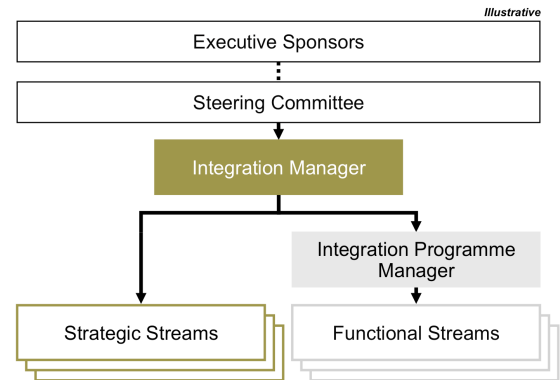 Illustrative
Executive Sponsors
Steering Committee
Integration Manager
Integration Programme
Manager
Strategic Streams
Functional Streams